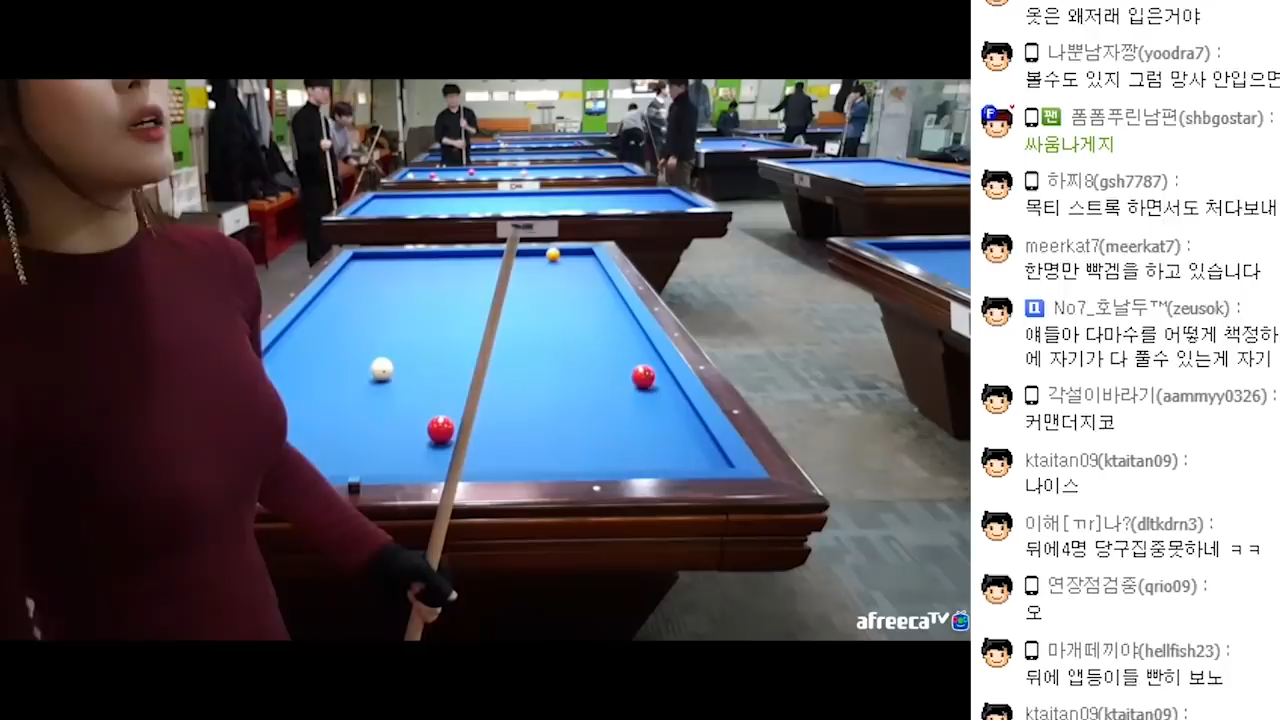 옷은 왜저래 입은거야
나뿐남자짱(yoodra7) :
볼수도 있지 그럼 망사 안입으면
F
팬 폼폼푸린남편(shbgostar) :
싸움나게지
하찌8(gsh7787) :
목티 스트록 하면서도 처다보내
meerkat7(meerkat7) :
한명만 빡겜을 하고 있습니다
No7_호날두™(zeusok) :
얘들아 다마수를 어떻게 책정하
에 자기가 다 풀수 있는게 자기
각설이바라기(aammyy0326) :
커맨더지코
ktaitan09(ktaitan09) :
나이스
이해[ㄲr]나?(dltkdrn3) :
뒤에4명 당구집중못하네 ㅋㅋ
연장점검중(qrio09) :
오
마개떼끼야(hellfish23) :
뒤에 앱등이들 빤히 보노
ktaitan09(ktaitan09) :
afreecaTV